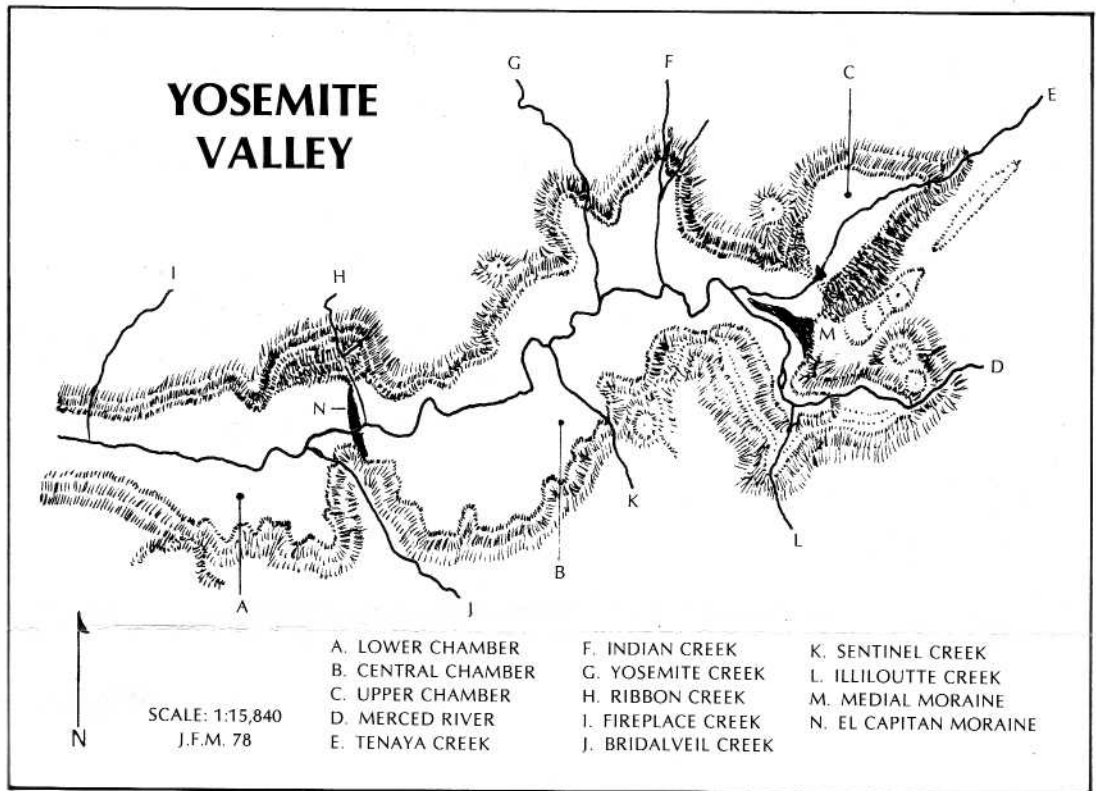 YOSEMITE
VALLEY
G
F
C
E
I
H
M
D
N
K
L
B
A
J
N
SCALE: 1:15,840
J.F.M. 78
A. LOWER CHAMBER
B. CENTRAL CHAMBER
C. UPPER CHAMBER
D. MERCED RIVER
E. TENAYA CREEK
F. INDIAN CREEK
G. YOSEMITE CREEK
H. RIBBON CREEK
I. FIREPLACE CREEK
J. BRIDALVEIL CREEK
K. SENTINEL CREEK
L. ILLILOUTTE CREEK
M. MEDIAL MORAINE
N. EL CAPITAN MORAINE